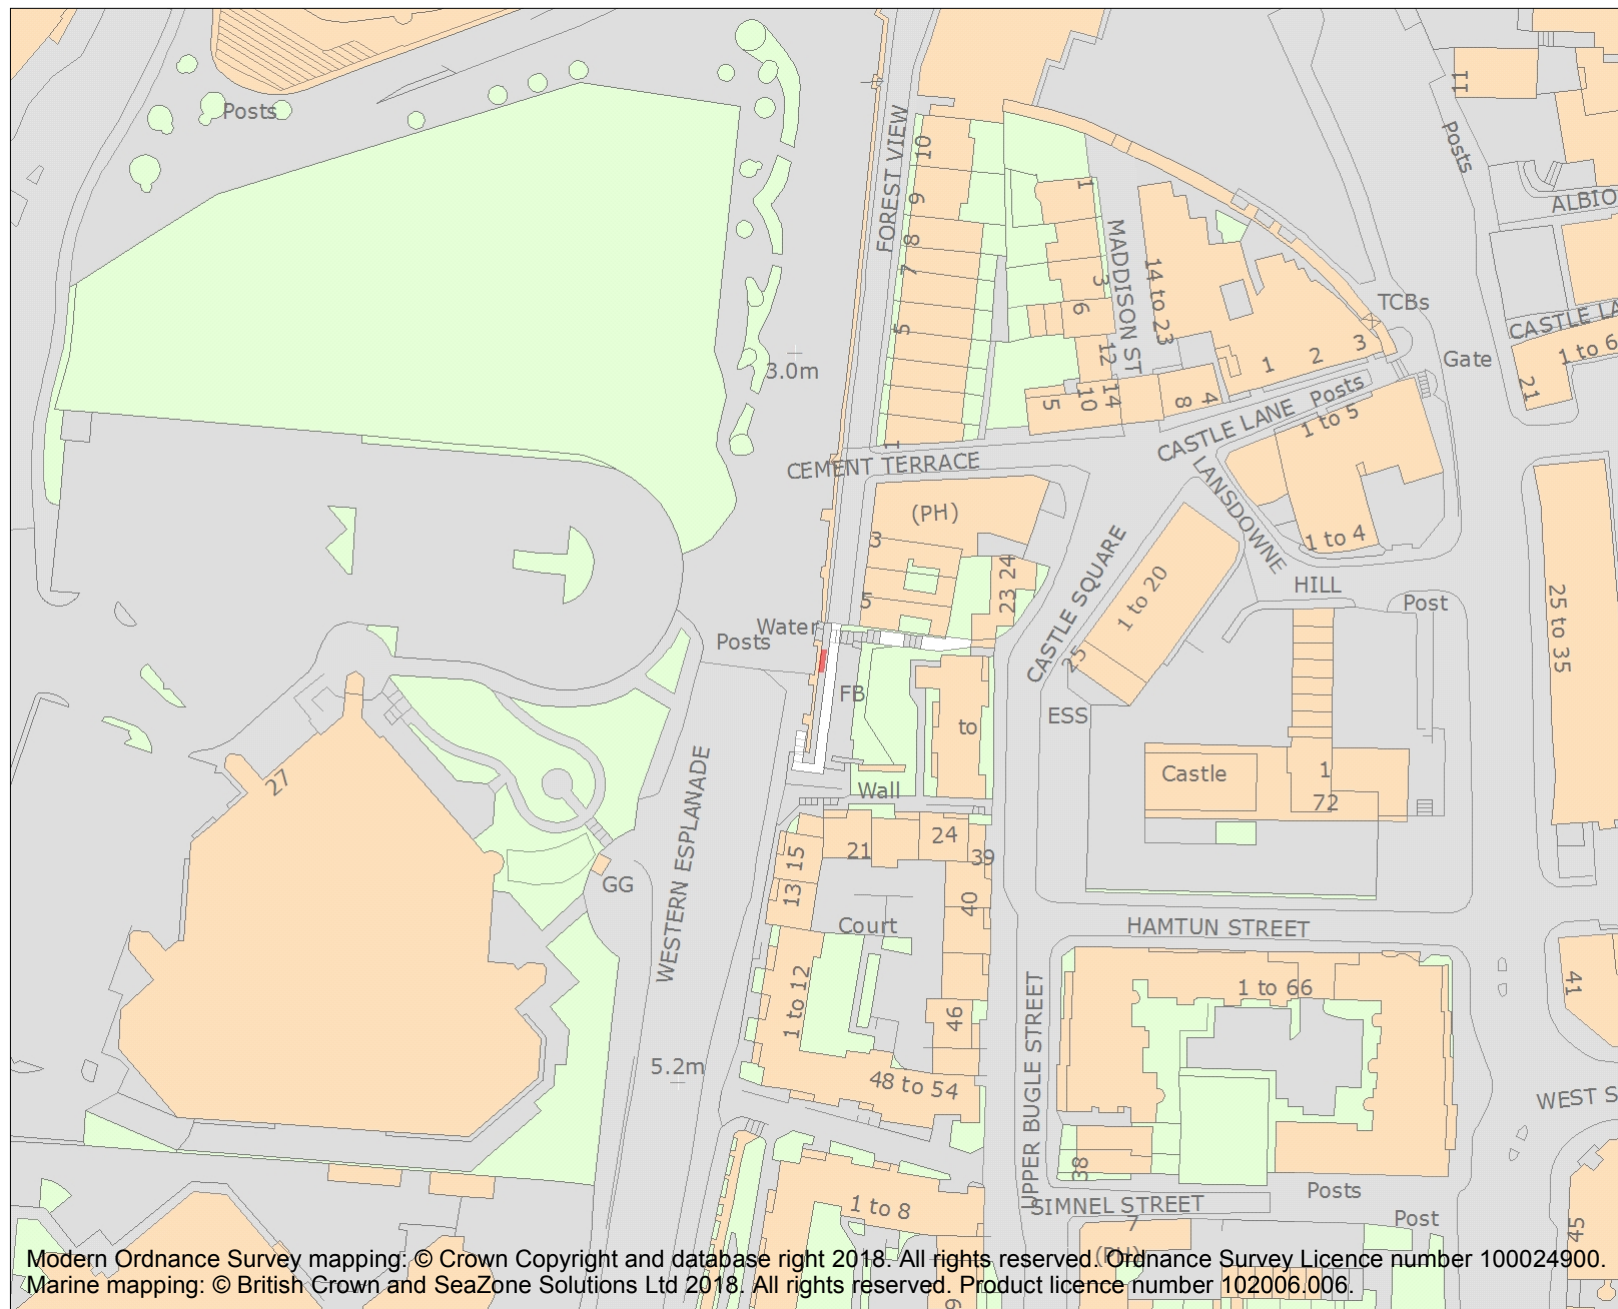 11
Posts
Posts
FOREST VIEW
10
9
8
7
5
1
1
3
6
12
14
10
5
MADDISON ST
14 to 23
8
4
1
2
3
TCBs
Gate
ALBIO
CASTLE LA
1 to 6
21
3.0m
CEMENT TERRACE
CASTLE LANE
Posts
1 to 5
LANSDOWNE
HILL
1 to 4
(PH)
3
5
24
23
CASTLE SQUARE
1 to 20
25
Post
25 to 35
Water
Posts
FB
to
ESS
Castle
1
72
27
WESTERN ESPLANADE
Wall
21
24
39
15
13
40
GG
Court
HAMTUN STREET
1 to 12
46
1 to 66
41
5.2m
48 to 54
UPPER BUGLE STREET
WEST S
38
SIMNEL STREET
Posts
Post
1 to 8
7
(PH)
45
9
Modern Ordnance Survey mapping: © Crown Copyright and database right 2018. All rights reserved. Ordnance Survey Licence number 100024900.
Marine mapping: © British Crown and SeaZone Solutions Ltd 2018. All rights reserved. Product licence number 102006.006.